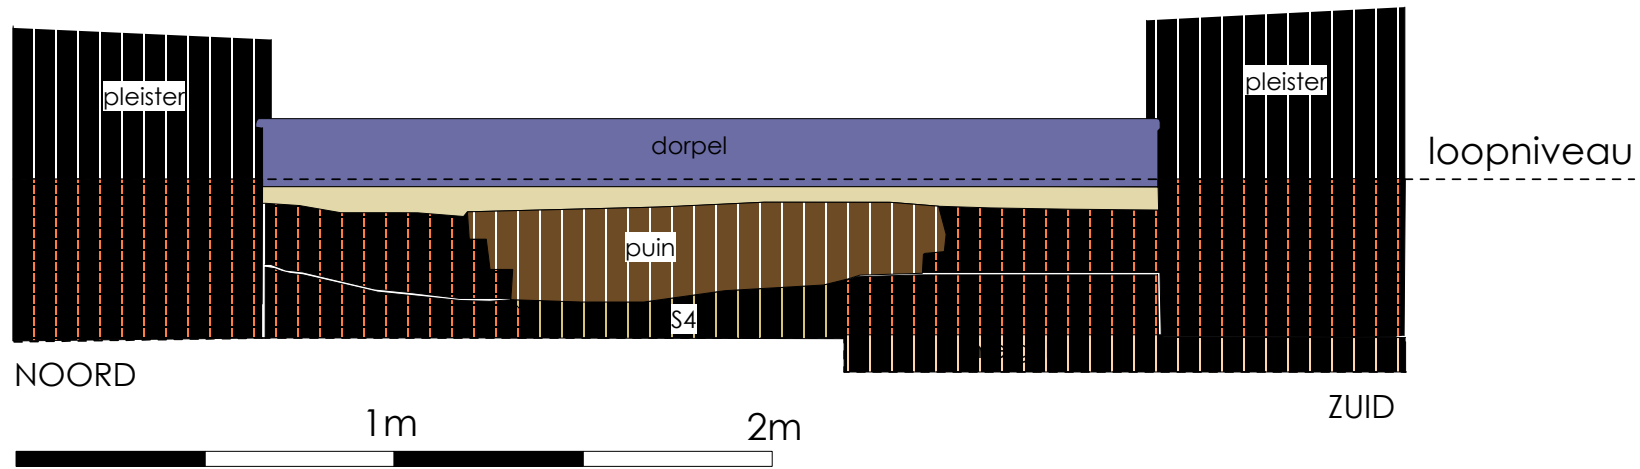 pleister
pleister
dorpel
loopniveau
puin
S4
NOORD
ZUID
1m
2m